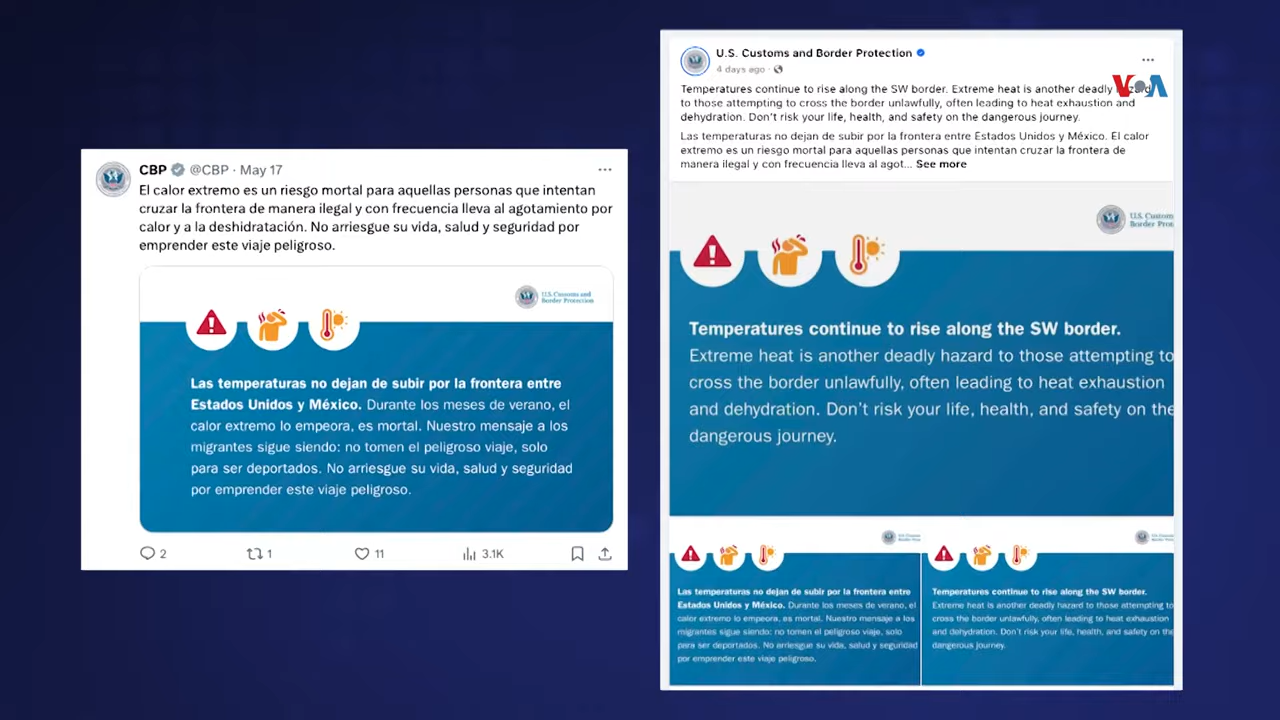 CBP @CBP · May 17
El calor extremo es un riesgo mortal para aquellas personas que intentan
cruzar la frontera de manera ilegal y con frecuencia lleva al agotamiento por
calor y a la deshidratación. No arriesgue su vida, salud y seguridad por
emprender este viaje peligroso.
U.S. Customs and
Border Protection
Las temperaturas no dejan de subir por la frontera entre
Estados Unidos y México. Durante los meses de verano, el
calor extremo lo empeora, es mortal. Nuestro mensaje a los
migrantes sigue siendo: no tomen el peligroso viaje, solo
para ser deportados. No arriesgue su vida, salud y seguridad
por emprender este viaje peligroso.
2 1 11 3.1K
U.S. Customs and Border Protection
4 days ago ·
VOA
Temperatures continue to rise along the SW border. Extreme heat is another deadly hazard
to those attempting to cross the border unlawfully, often leading to heat exhaustion and
dehydration. Don't risk your life, health, and safety on the dangerous journey.
Las temperaturas no dejan de subir por la frontera entre Estados Unidos y México. El calor
extremo es un riesgo mortal para aquellas personas que intentan cruzar la frontera de
manera ilegal y con frecuencia lleva al agot... See more
U.S. Custom
Border Prot
Temperatures continue to rise along the SW border.
Extreme heat is another deadly hazard to those attempting to
cross the border unlawfully, often leading to heat exhaustion
and dehydration. Don't risk your life, health, and safety on the
dangerous journey.
Las temperaturas no dejan de subir por la frontera entre
Estados Unidos y México. Durante los meses de verano, el
calor extremo lo empeora, es mortal. Nuestro mensaje a los
migrantes sigue siendo: no tomen el peligroso viaje, solo
para ser deportados. No arriesgue su vida, salud y seguridad
por emprender este viaje peligroso.
Temperatures continue to rise along the SW border.
Extreme heat is another deadly hazard to those attempting to
cross the border unlawfully, often leading to heat exhaustion
and dehydration. Don't risk your life, health, and safety on the
dangerous journey.